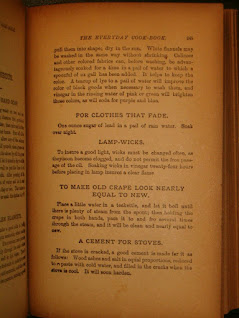 THE EVERYDAY COOK-BOOK.
pull them into shape, dry in the sun. White flannels may
be washed in the same way without shrinking. Calicoes
and other colored fabrics can, before washing, be advan-
tageously soaked for a time in a pail of water to which a
spoonful of ox gall has been added. It helps to keep the
color. A teacup of lye to a pail of water will improve the
color of black goods when necessary to wash them, and
vinegar in the rinsing water of pink or green will brighten
those colors, as will soda for purple and blue.
FOR CLOTHES THAT FADE.
One ounce sugar of lead in a pail of rain water. Soak
over night.
LAMP-WICKS.
To insure a good light, wicks must be changed often, as
they soon become clogged, and do not permit the free pass-
age of the oil. Soaking wicks in vinegar twenty-four hours
before placing in lamp insures a clear flame.
TO MAKE OLD CRAPE LOOK NEARLY
EQUAL TO NEW.
Place a little water in a teakettle, and let it boil until
there is plenty of steam from the spout; then holding the
crape in both hands, pass it to and fro several times
through the steam, and it will be clean and nearly equal to
new.
A CEMENT FOR STOVES.
If the stove is cracked, a good cement is made for it as
follows: Wood ashes and salt in equal proportions, reduced
to a paste with cold water, and filled in the cracks when the
stove is cool. It will soon harden.